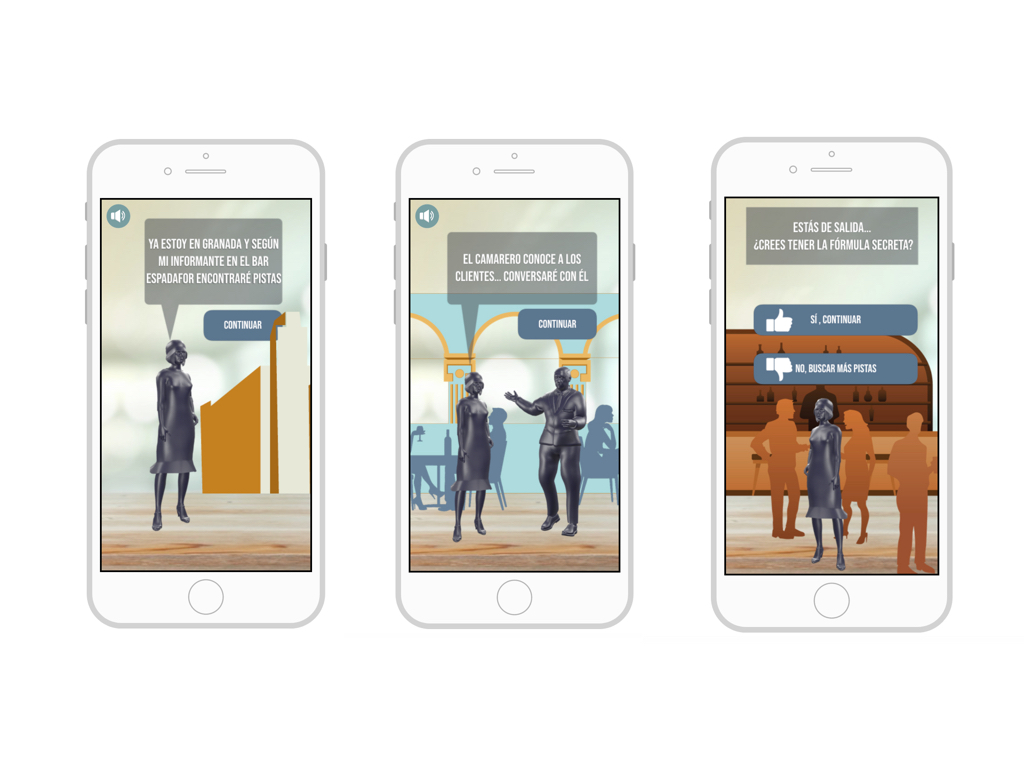 YA ESTOY EN GRANADA Y SEGÚN
MI INFORMANTE EN EL BAR
ESPADAFOR ENCONTRARÉ PISTAS
CONTINUAR
EL CAMARERO CONOCE A LOS
CLIENTES... CONVERSARÉ CON ÉL
CONTINUAR
ESTÁS DE SALIDA...
¿CREES TENER LA FÓRMULA SECRETA?
SÍ , CONTINUAR
NO, BUSCAR MÁS PISTAS